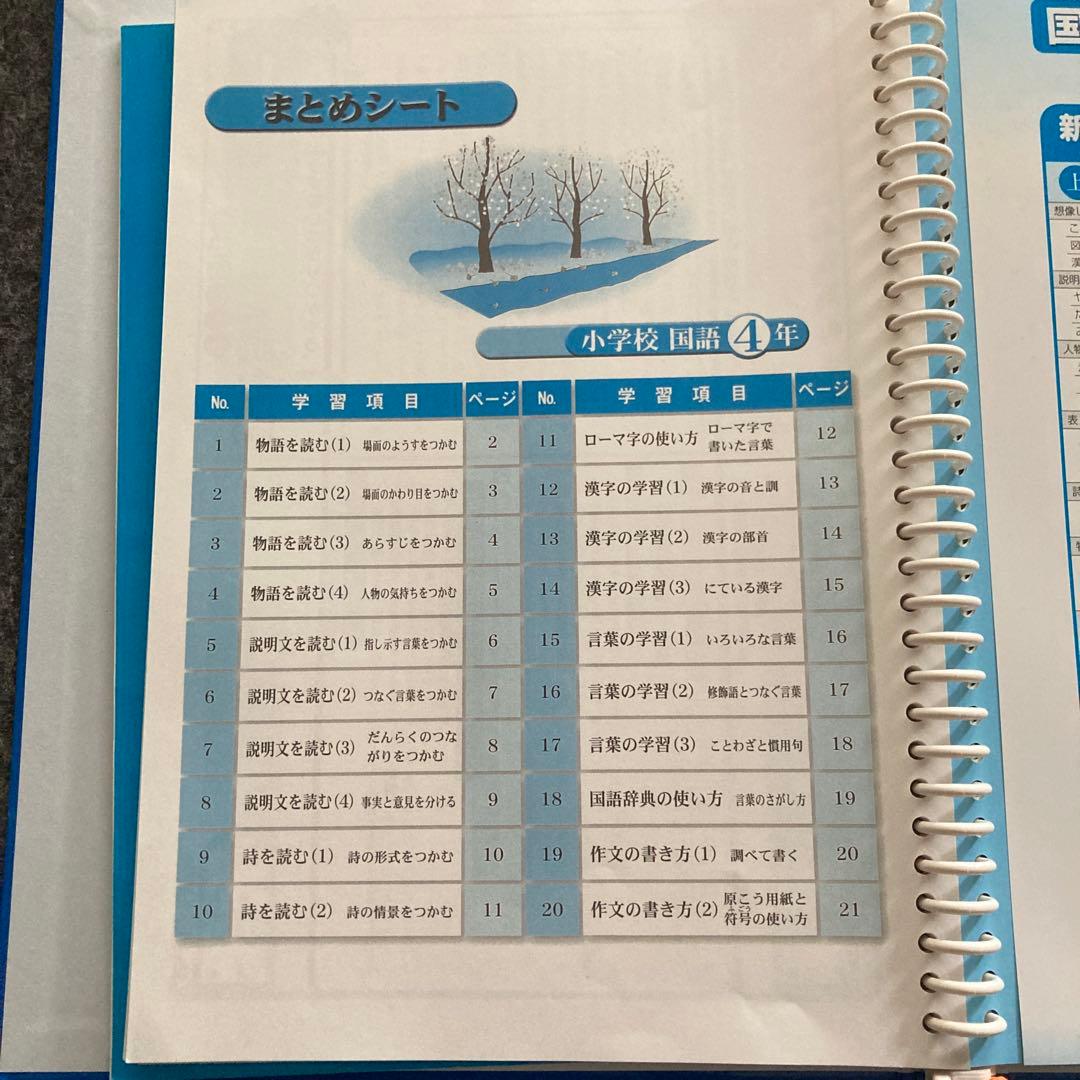 まとめシート
小学校 国語 4年
No. 学習項目 ページ
1 物語を読む(1) 場面のようすをつかむ 2
2 物語を読む(2) 場面のかわり目をつかむ 3
3 物語を読む(3) あらすじをつかむ 4
4 物語を読む(4) 人物の気持ちをつかむ 5
5 説明文を読む(1) 指し示す言葉をつかむ 6
6 説明文を読む(2) つなぐ言葉をつかむ 7
7 説明文を読む(3) だんらくのつな
がりをつかむ 8
8 説明文を読む(4) 事実と意見を分ける 9
9 詩を読む(1) 詩の形式をつかむ 10
10 詩を読む(2) 詩の情景をつかむ 11
No. 学習項目 ページ
11 ローマ字の使い方 ローマ字で
書いた言葉 12
12 漢字の学習(1) 漢字の音と訓 13
13 漢字の学習(2) 漢字の部首 14
14 漢字の学習(3) にている漢字 15
15 言葉の学習(1) いろいろな言葉 16
16 言葉の学習(2) 修飾語とつなぐ言葉 17
17 言葉の学習(3) ことわざと慣用句 18
18 国語辞典の使い方 言葉のさがし方 19
19 作文の書き方(1) 調べて書く 20
20 作文の書き方(2) 原こう用紙と
ふごう
符号の使い方 21
国
新
上
想像
説明
人物
表
詩